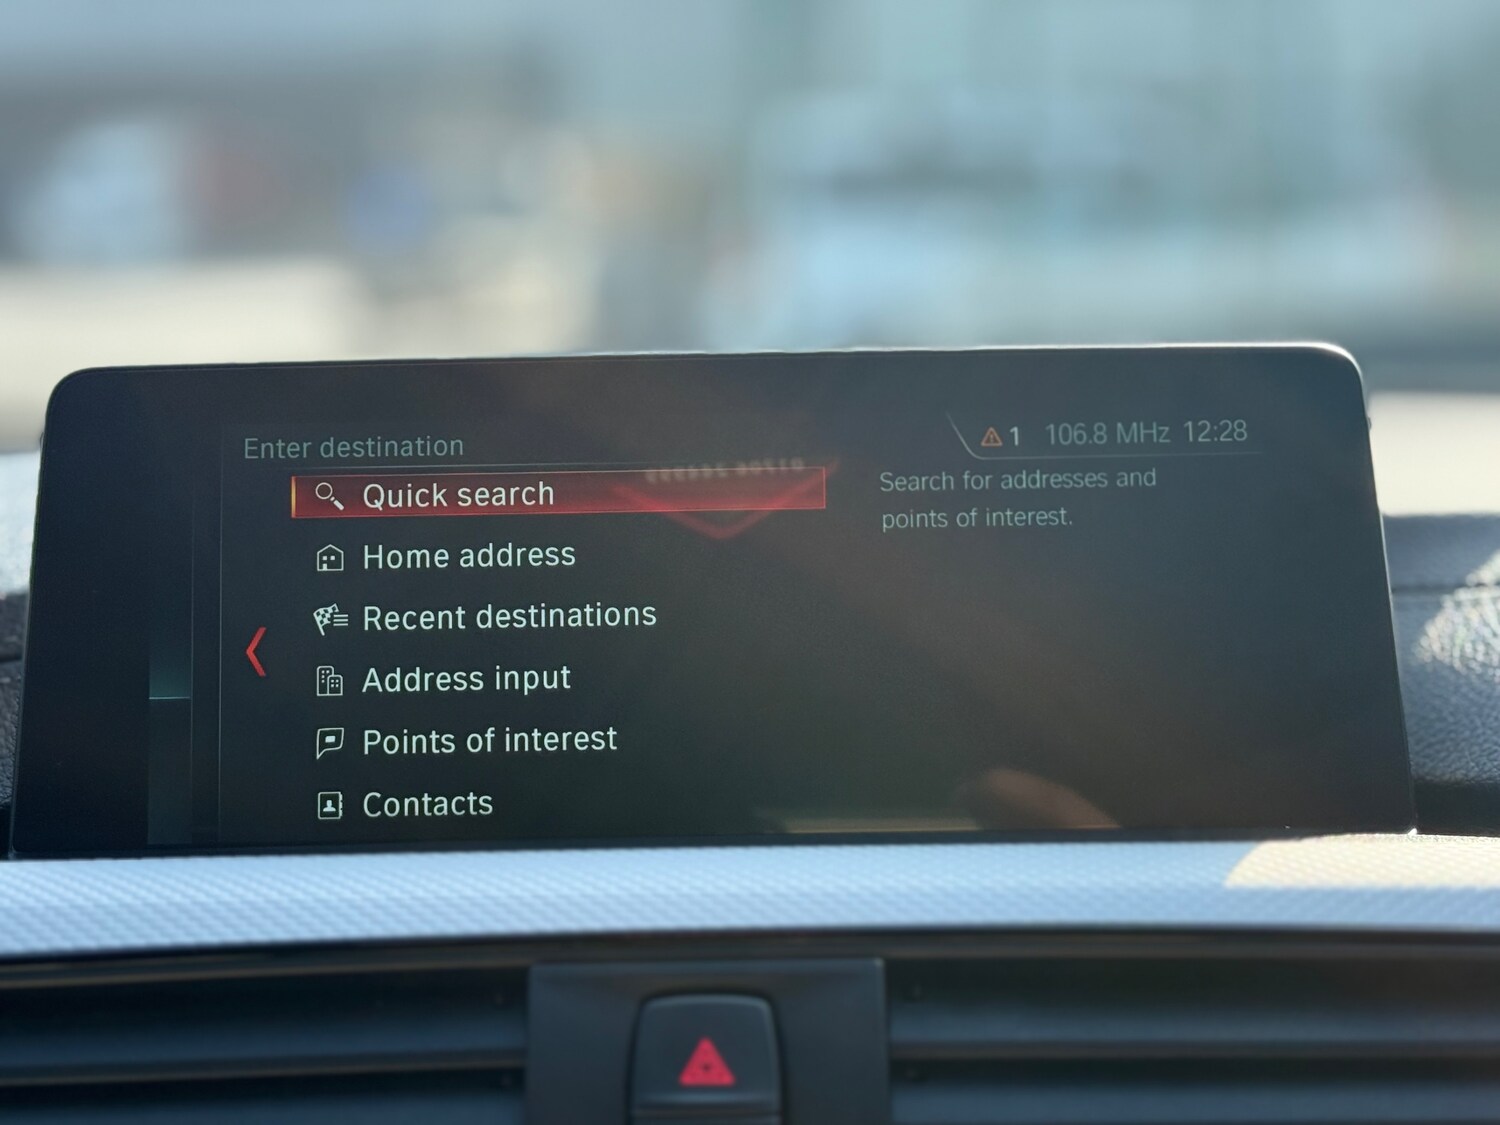 Enter destination
1 106.8 MHz 12:28
Quick search
Search for addresses and
points of interest.
Home address
Recent destinations
Address input
Points of interest
Contacts